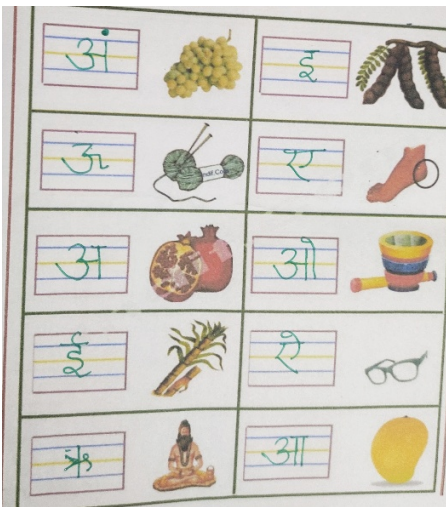 अं इ
ऊ ए
अ ओ
ई ऐ
ऋ आ